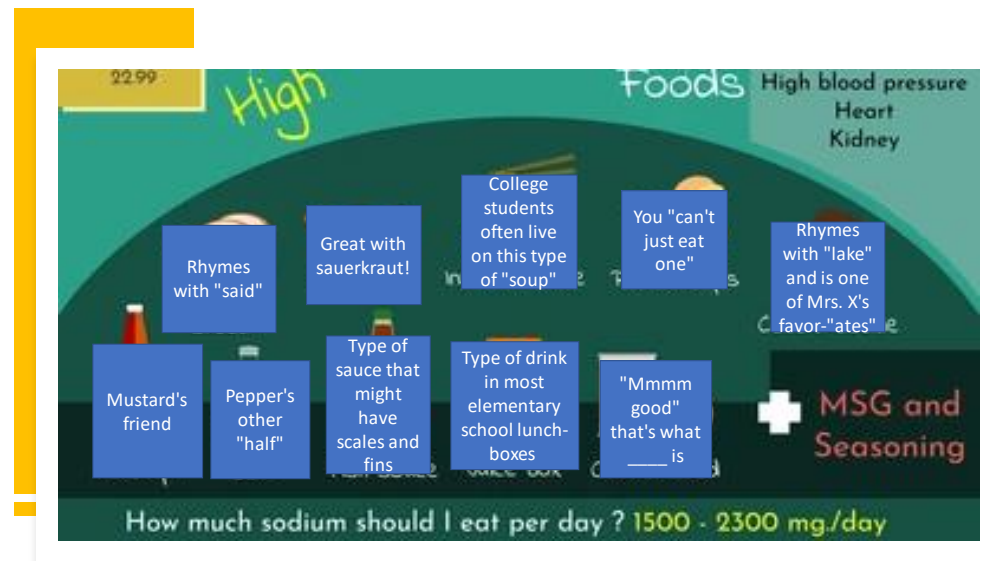 22.99
High
Foods
High blood pressure
Heart
Kidney
Rhymes
with "said"
Great with
sauerkraut!
College
students
often live
on this type
of "soup"
You "can't
just eat
one"
Rhymes
with "lake"
and is one
of Mrs. X's
favor-"ates"
Mustard's
friend
Pepper's
other
"half"
Type of
sauce that
might
have
scales and
fins
Type of drink
in most
elementary
school lunch-
boxes
"Mmmm
good"
that's what
____ is
MSG and
Seasoning
How much sodium should I eat per day ? 1500 - 2300 mg./day